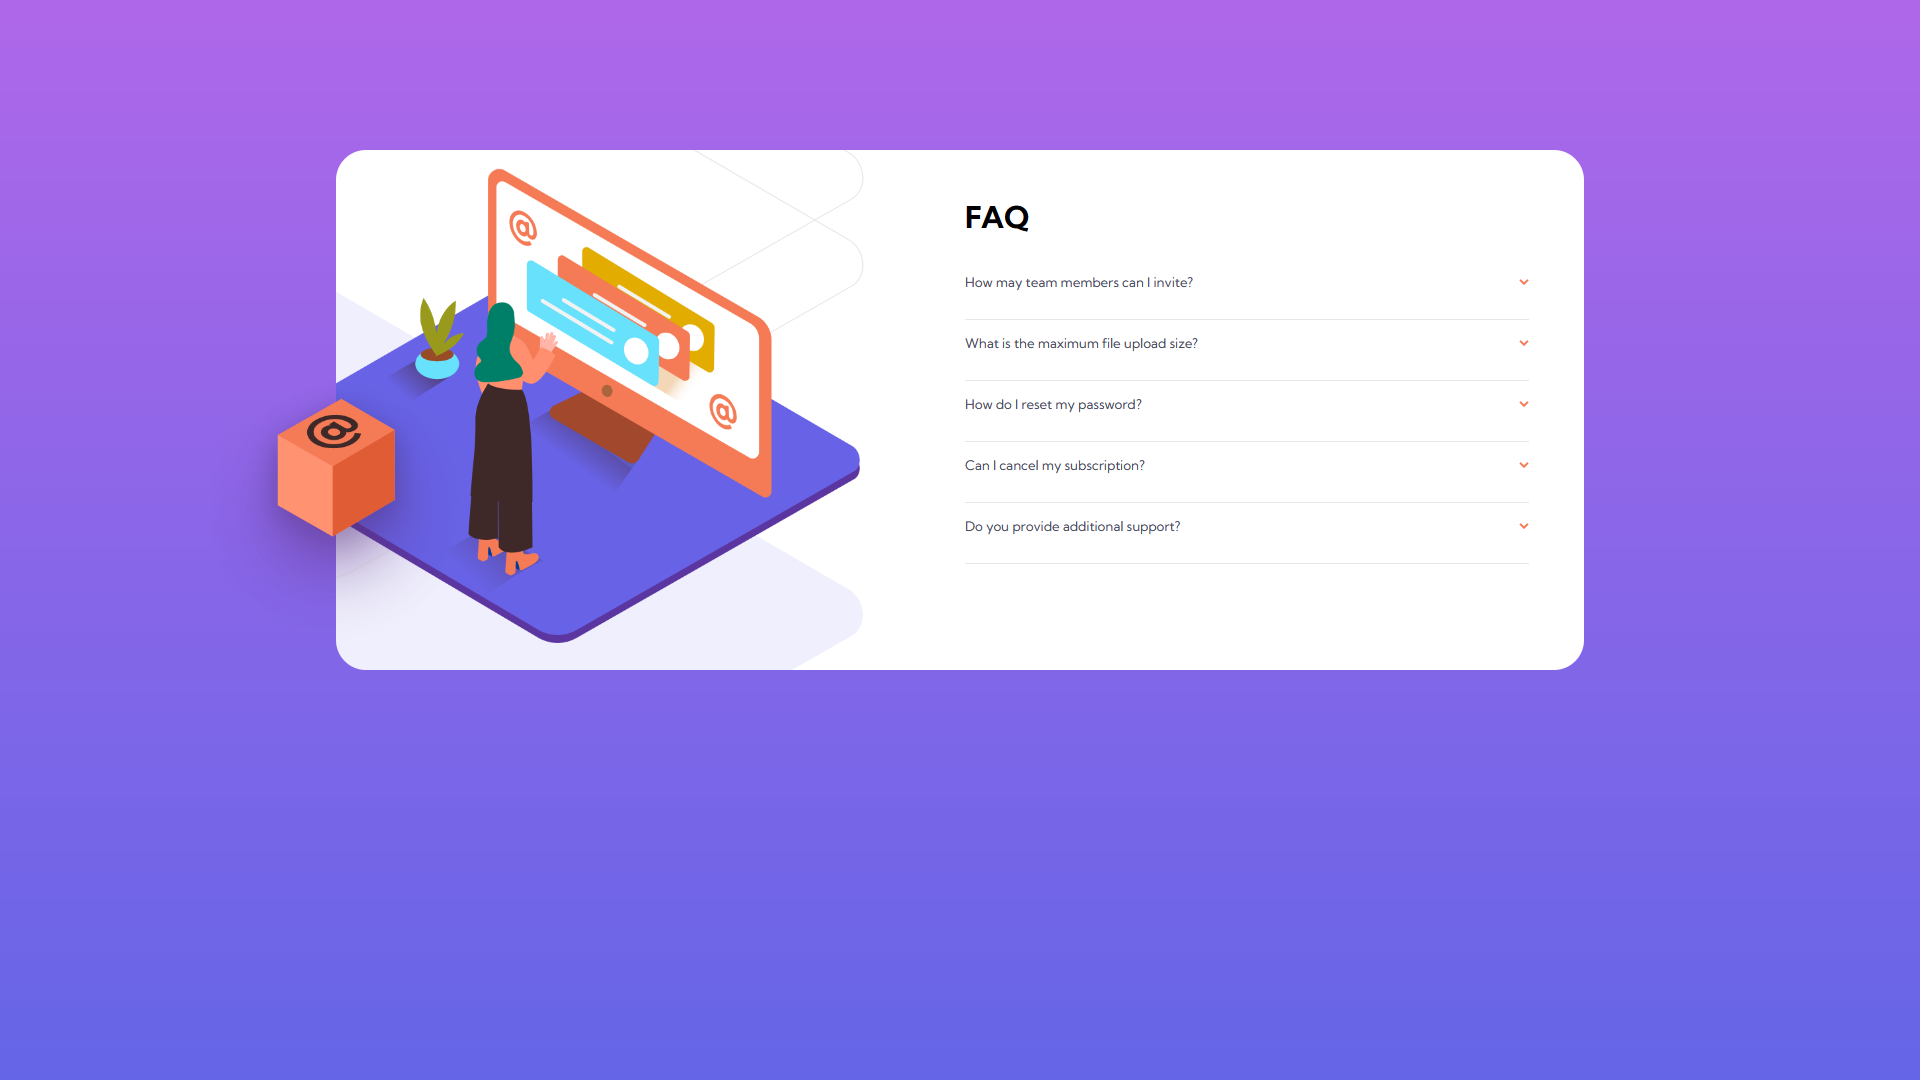 @
@
@
FAQ
How may team members can I invite?
What is the maximum file upload size?
How do I reset my password?
Can I cancel my subscription?
Do you provide additional support?